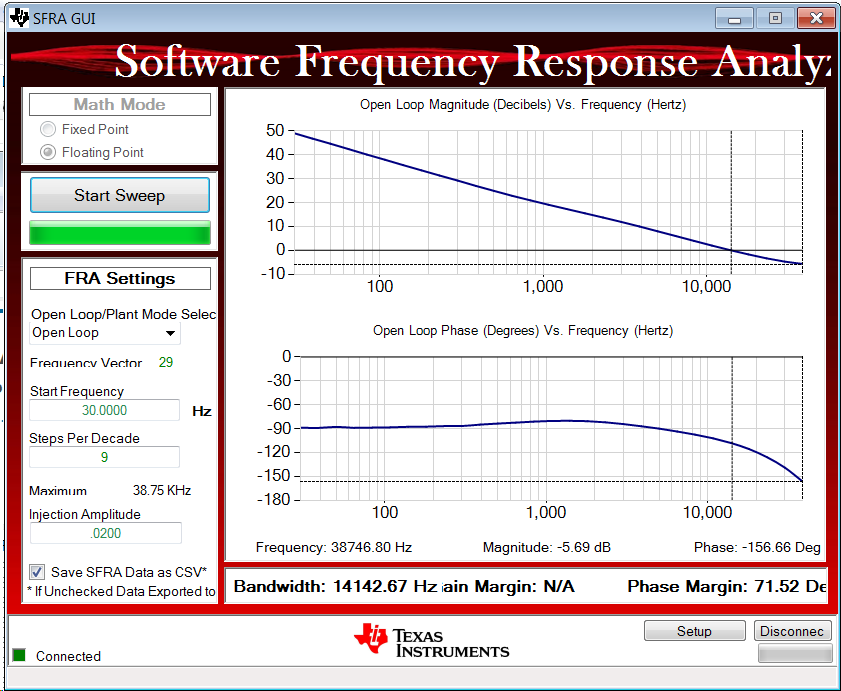 SFRA GUI
Software Frequency Response Analyz
Math Mode
Fixed Point
Floating Point
Start Sweep
FRA Settings
Open Loop/Plant Mode Selec
Open Loop
Frequency Vector 29
Start Frequency
30.0000 Hz
Steps Per Decade
9
Maximum 38.75 KHz
Injection Amplitude
.0200
Save SFRA Data as CSV*
* If Unchecked Data Exported to
Open Loop Magnitude (Decibels) Vs. Frequency (Hertz)
50
40
30
20
10
0
-10
100 1,000 10,000
Open Loop Phase (Degrees) Vs. Frequency (Hertz)
0
-30
-60
-90
-120
-150
-180
100 1,000 10,000
Frequency: 38746.80 Hz Magnitude: -5.69 dB Phase: -156.66 Deg
Bandwidth: 14142.67 Hz ain Margin: N/A Phase Margin: 71.52 De
Connected
TEXAS
INSTRUMENTS
Setup Disconnec